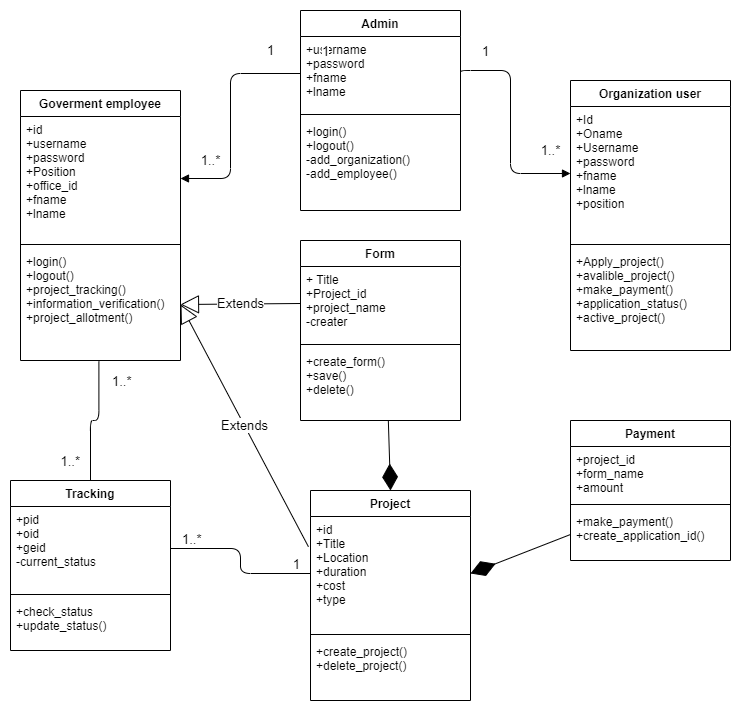 Admin
+username
+password
+fname
+lname
+login()
+logout()
-add_organization()
-add_employee()
1
1
1
1..*
1..*
Goverment employee
+id
+username
+password
+Position
+office_id
+fname
+lname
+login()
+logout()
+project_tracking()
+information_verification()
+project_allotment()
Organization user
+Id
+Oname
+Username
+password
+fname
+lname
+position
+Apply_project()
+avalible_project()
+make_payment()
+application_status()
+active_project()
Form
+ Title
+Project_id
+project_name
-creater
+create_form()
+save()
+delete()
Extends
Extends
1..*
1..*
Tracking
+pid
+oid
+geid
-current_status
+check_status
+update_status()
1..*
1
Project
+id
+Title
+Location
+duration
+cost
+type
+create_project()
+delete_project()
Payment
+project_id
+form_name
+amount
+make_payment()
+create_application_id()